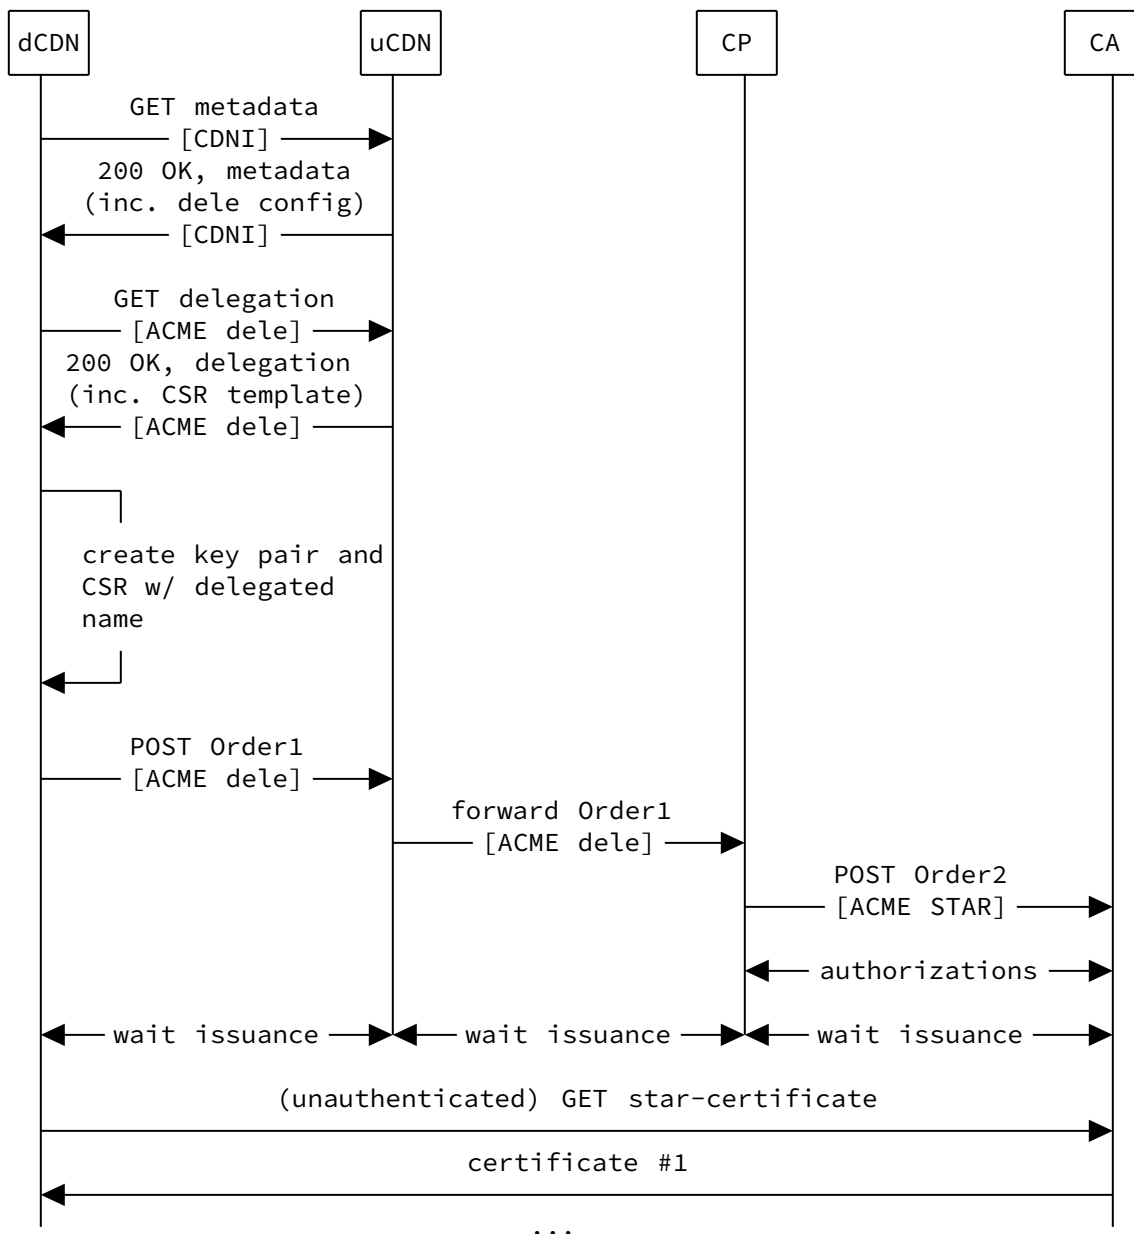 dCDN uCDN CP CA
GET metadata
[CDNI]
200 OK, metadata
(inc. dele config)
[CDNI]
GET delegation
[ACME dele]
200 OK, delegation
(inc. CSR template)
[ACME dele]
create key pair and
CSR w/ delegated
name
POST Order1
[ACME dele]
forward Order1
[ACME dele]
POST Order2
[ACME STAR]
authorizations
wait issuance wait issuance wait issuance
(unauthenticated) GET star-certificate
certificate #1
...